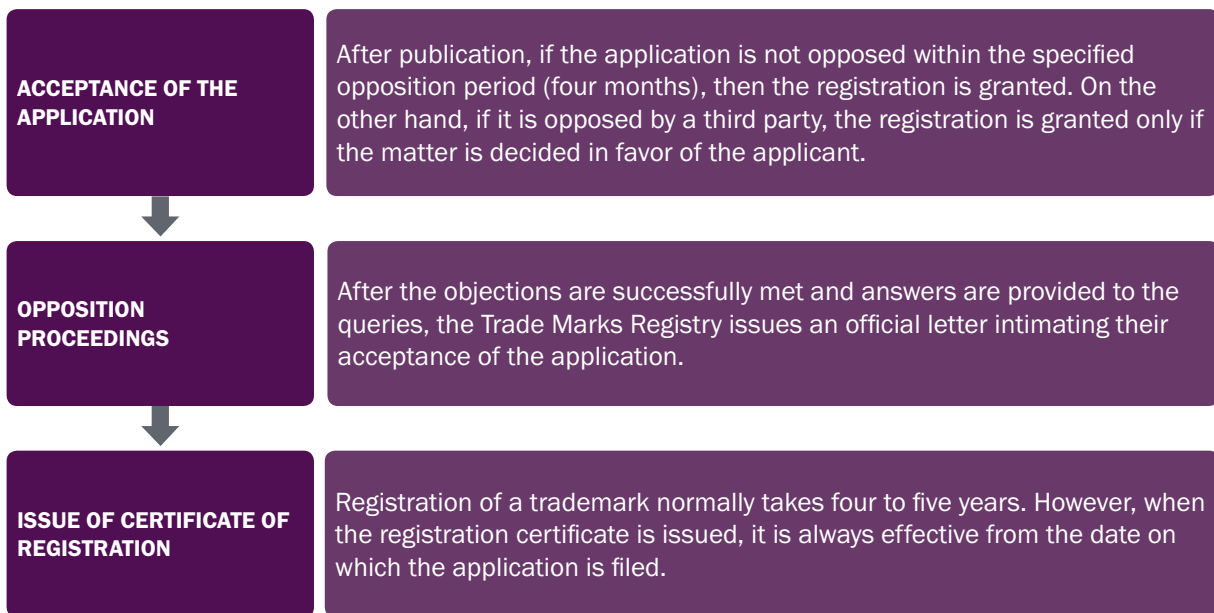 ACCEPTANCE OF THE
APPLICATION
After publication, if the application is not opposed within the specified
opposition period (four months), then the registration is granted. On the
other hand, if it is opposed by a third party, the registration is granted only if
the matter is decided in favor of the applicant.
OPPOSITION
PROCEEDINGS
After the objections are successfully met and answers are provided to the
queries, the Trade Marks Registry issues an official letter intimating their
acceptance of the application.
ISSUE OF CERTIFICATE OF
REGISTRATION
Registration of a trademark normally takes four to five years. However, when
the registration certificate is issued, it is always effective from the date on
which the application is filed.